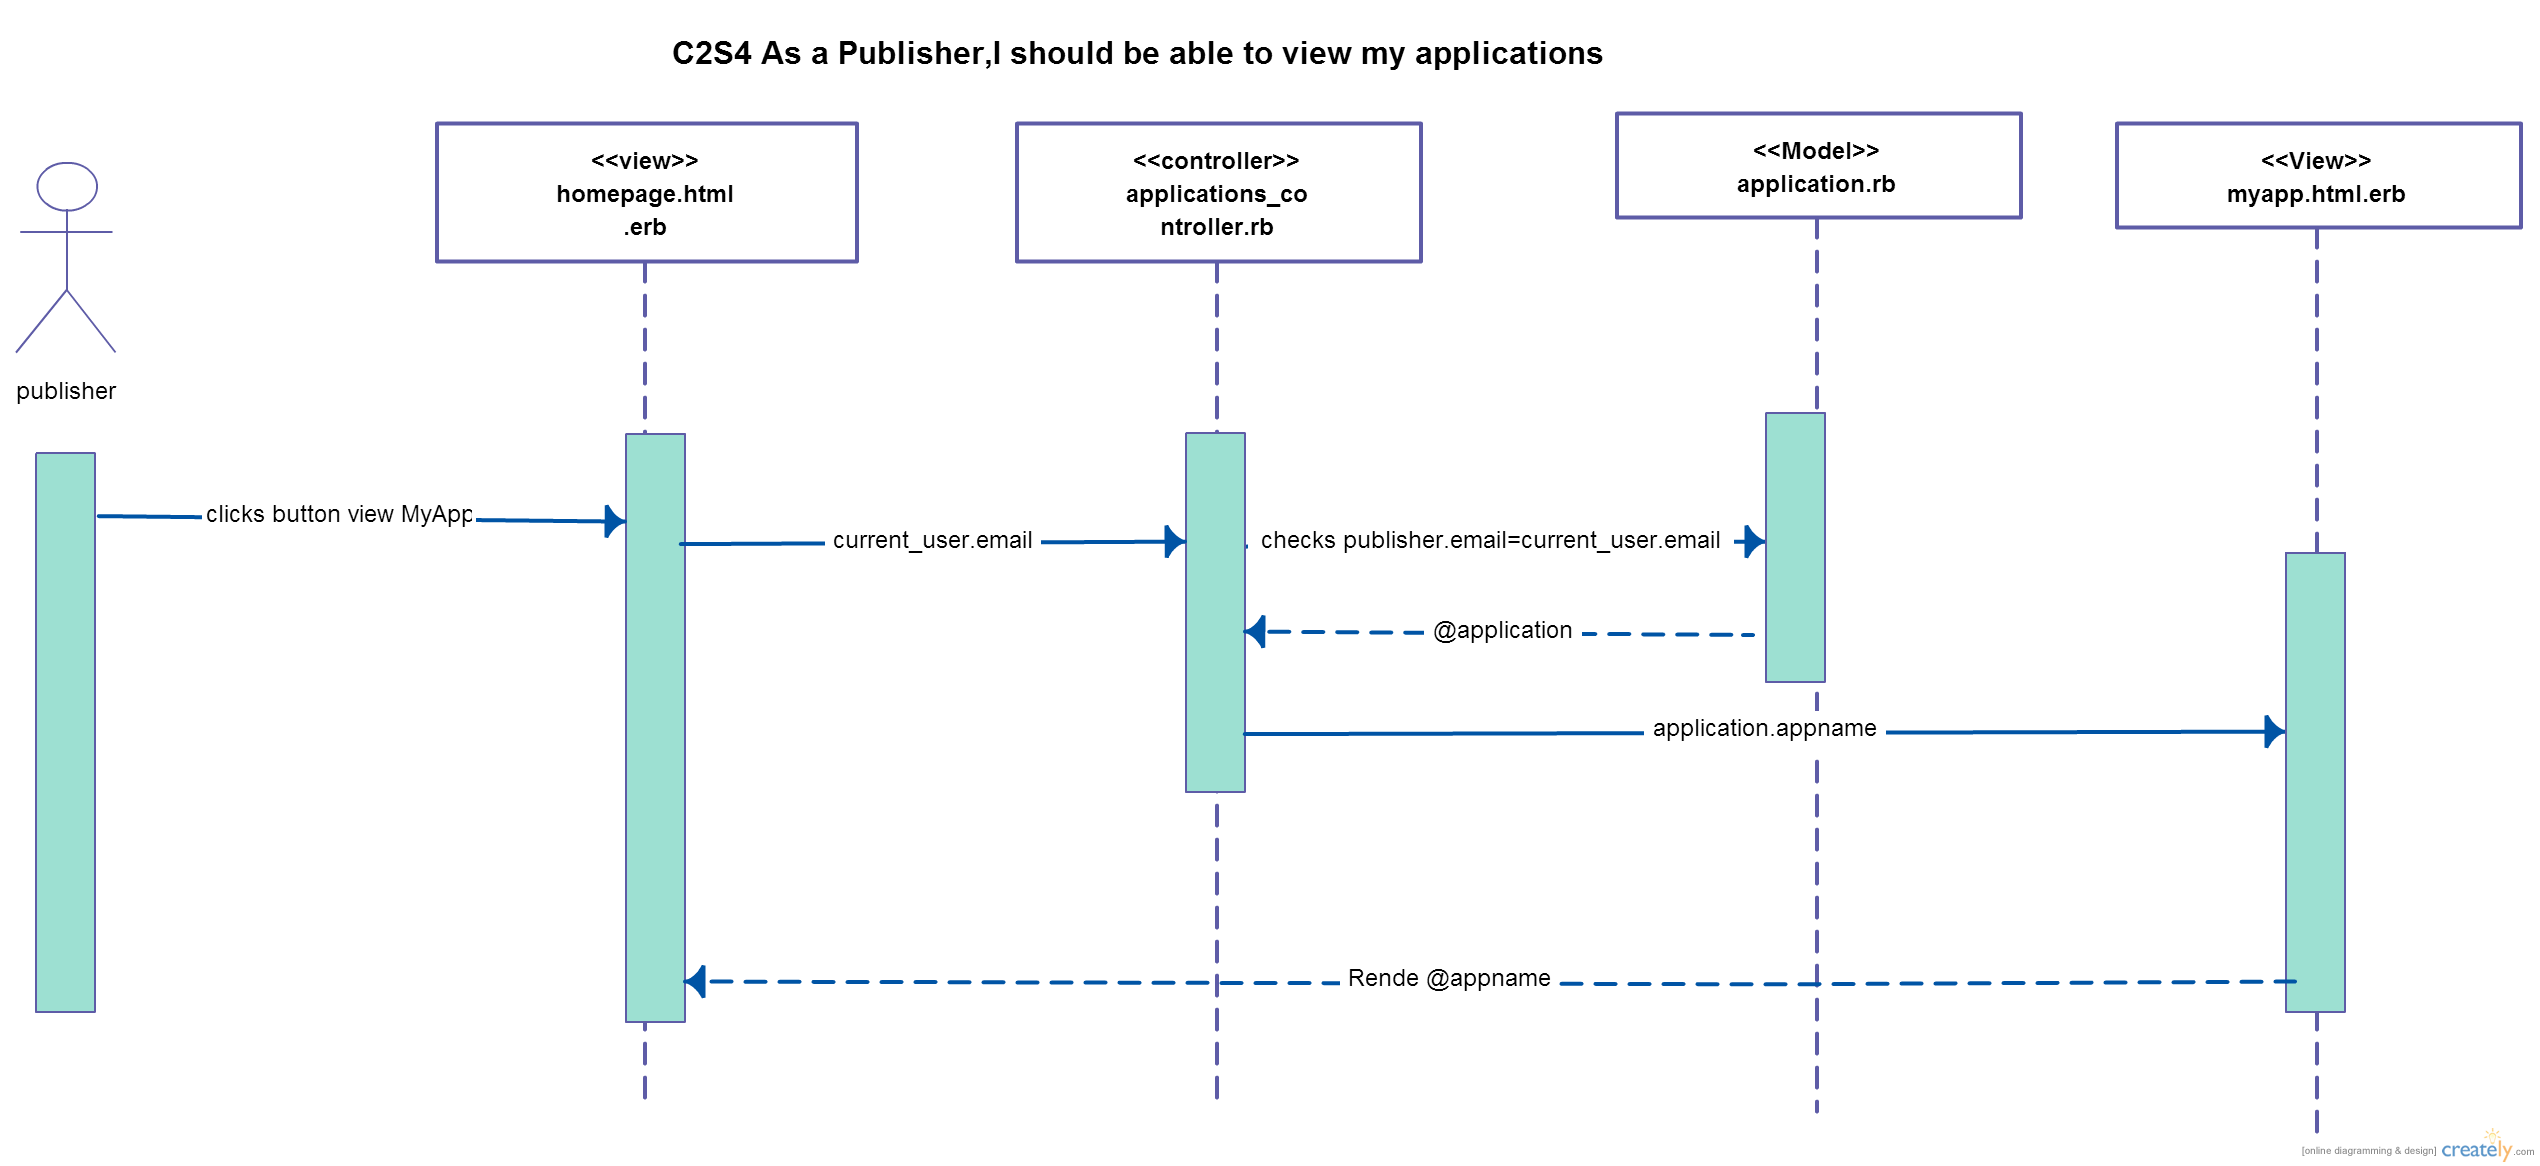 C2S4 As a Publisher,I should be able to view my applications
<<view>>
homepage.html
.erb
<<controller>>
applications_co
ntroller.rb
<<Model>>
application.rb
<<View>>
myapp.html.erb
publisher
clicks button view MyApp
current_user.email
checks publisher.email=current_user.email
@application
application.appname
Rende @appname
[online diagramming & design] creately.com